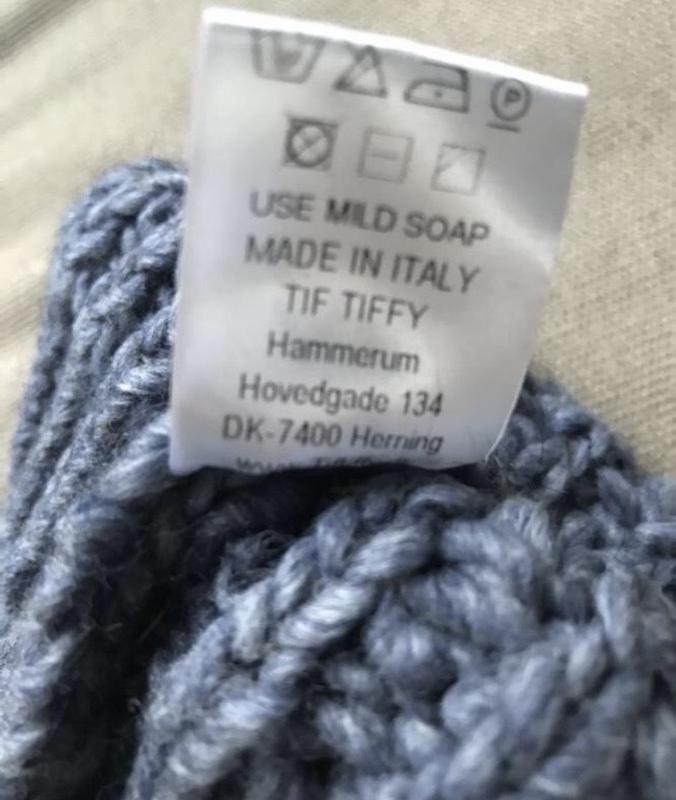 P
USE MILD SOAP
MADE IN ITALY
TIF TIFFY
Hammerum
Hovedgade 134
DK-7400 Herning